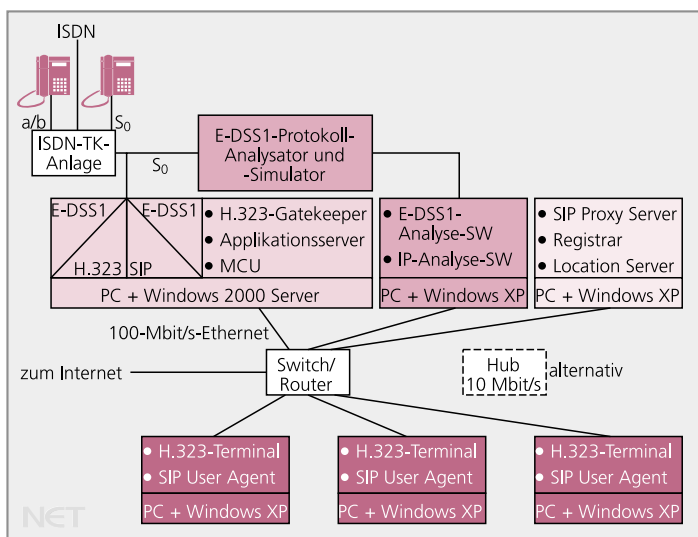 ISDN
a/b
S0
ISDN-TK-
Anlage
S0
E-DSS1-Protokoll-
Analysator und
-Simulator
E-DSS1
E-DSS1
H.323
SIP
• H.323-Gatekeeper
• Applikationsserver
• MCU
PC + Windows 2000 Server
• E-DSS1-
Analyse-SW
• IP-Analyse-SW
PC + Windows XP
• SIP Proxy Server
• Registrar
• Location Server
PC + Windows XP
100-Mbit/s-Ethernet
zum Internet
Switch/
Router
Hub
10 Mbit/s
alternativ
• H.323-Terminal
• SIP User Agent
PC + Windows XP
• H.323-Terminal
• SIP User Agent
PC + Windows XP
• H.323-Terminal
• SIP User Agent
PC + Windows XP
NET